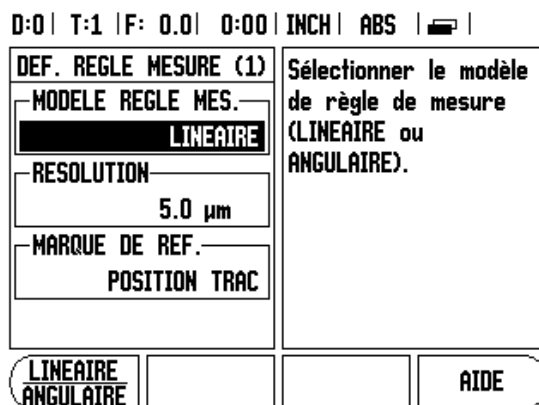 D:0 | T:1 | F: 0.0 | 0:00 | INCH | ABS |
DEF. REGLE MESURE (1)
MODELE REGLE MES.
LINEAIRE
RESOLUTION
5.0 µm
MARQUE DE REF.
POSITION TRAC
Sélectionner le modèle
de règle de mesure
(LINEAIRE ou
ANGULAIRE).
LINEAIRE
ANGULAIRE
AIDE